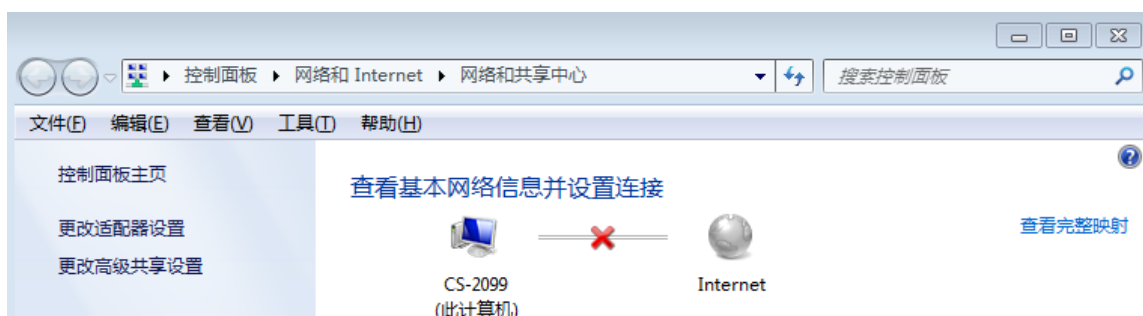 控制面板 网络和 Internet 网络和共享中心 搜索控制面板
文件(F) 编辑(E) 查看(V) 工具(T) 帮助(H)
控制面板主页
查看基本网络信息并设置连接
更改适配器设置
查看完整映射
更改高级共享设置
CS-2099 Internet
(此计算机)